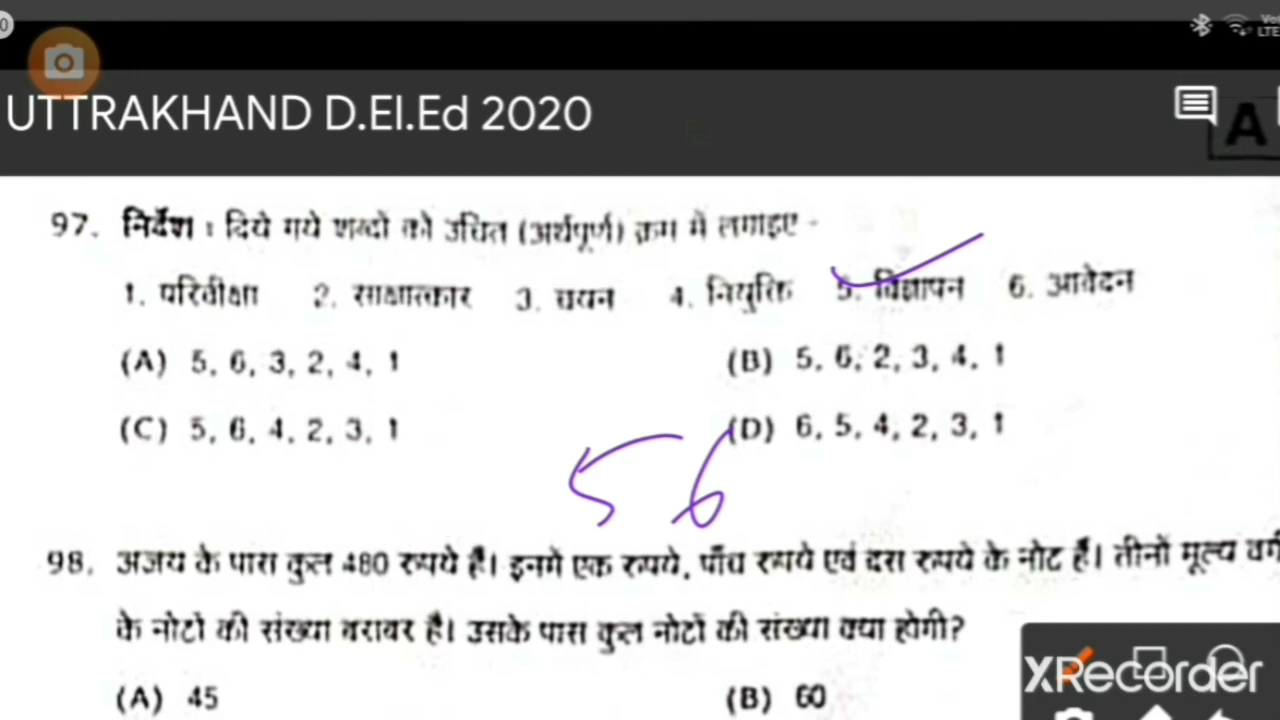 UTTRAKHAND D.El.Ed 2020
A
97. निर्देश : दिये गये शब्दों को उचित (अर्थपूर्ण) क्रम में लगाइए -
1. परिवीक्षा 2. साक्षात्कार 3. चयन 4. नियुक्ति 5. विज्ञापन 6. आवेदन
(A) 5, 6, 3, 2, 4, 1 (B) 5, 6, 2, 3, 4, 1
(C) 5, 6, 4, 2, 3, 1 (D) 6, 5, 4, 2, 3, 1
5 6
98. अजय के पास कुल 480 रुपये हैं। इनमें एक रुपये, पाँच रुपये एवं दस रुपये के नोट हैं। तीनों मूल्य वर्ग
के नोटों की संख्या बराबर है। उसके पास कुल नोटों की संख्या क्या होगी?
(A) 45 (B) 60
XRecorder